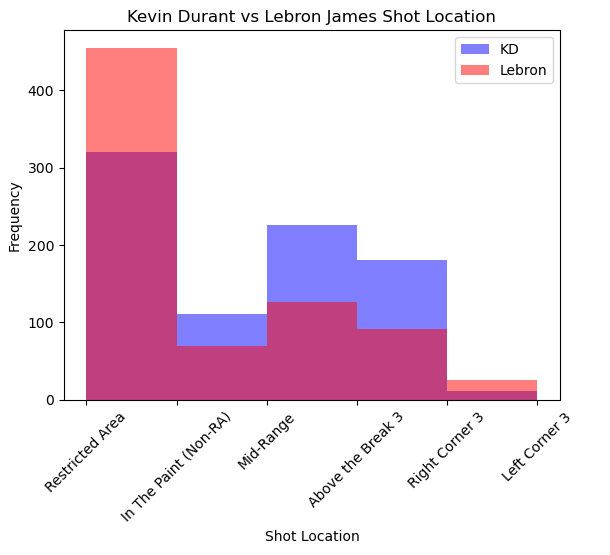 Kevin Durant vs Lebron James Shot Location
KD
Lebron
400
300
200
100
0
Frequency
Restricted Area
In The Paint (Non-RA)
Mid-Range
Above the Break 3
Right Corner 3
Left Corner 3
Shot Location